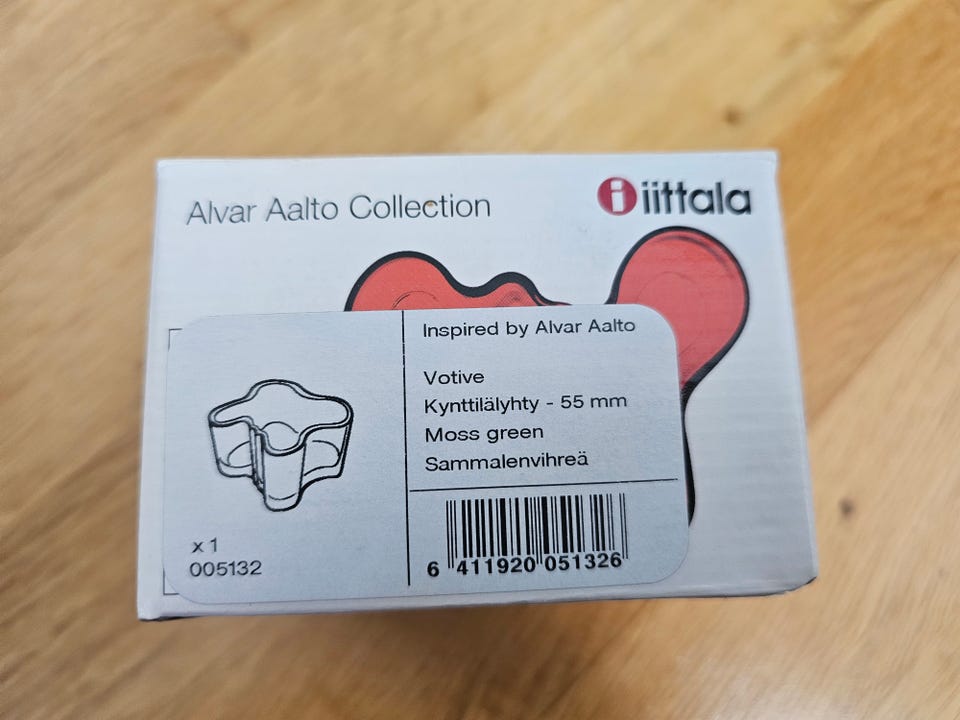 Alvar Aalto Collection
i iittala
Inspired by Alvar Aalto
Votive
Kynttilälyhty - 55 mm
Moss green
Sammalenvihreä
x 1
005132
6 411920 051326